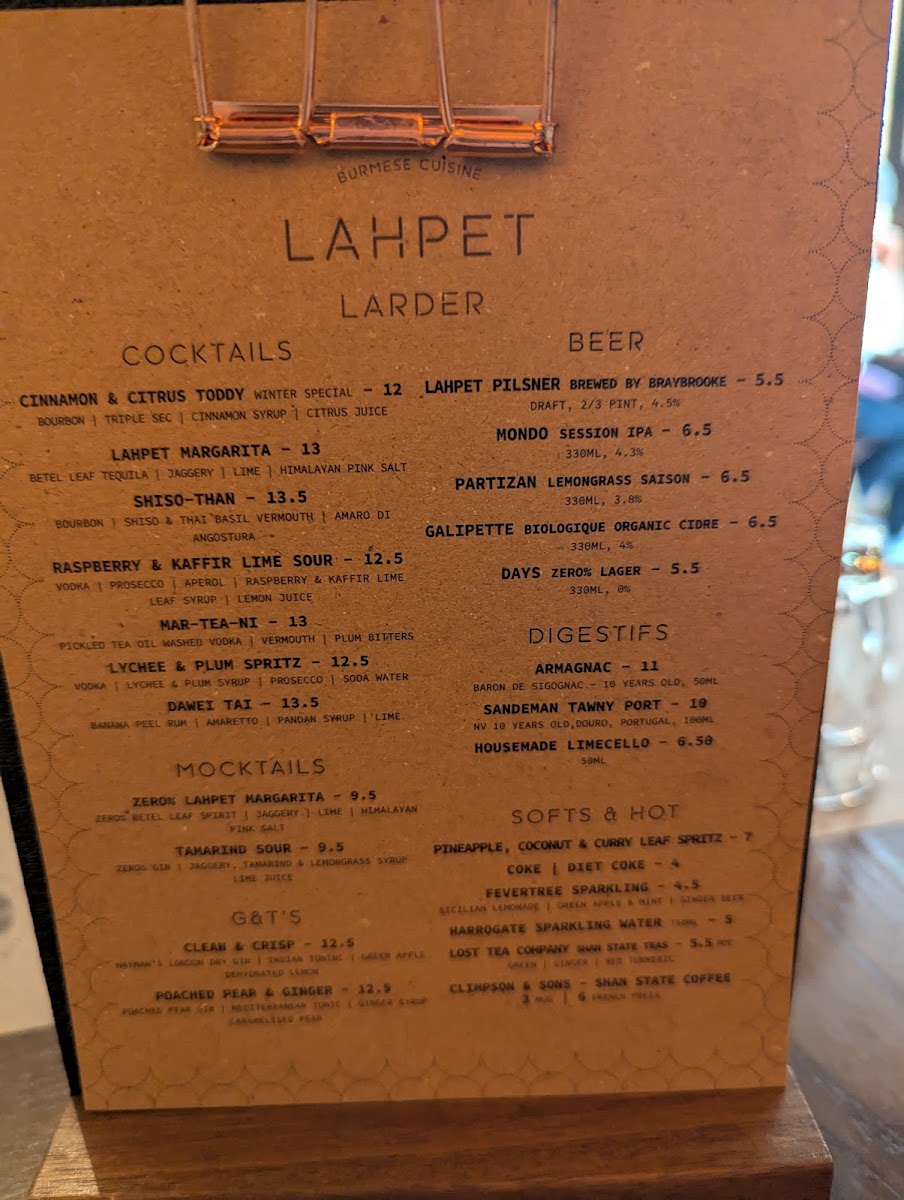 BURMESE CUISINE
LAHPET
LARDER
COCKTAILS
CINNAMON & CITRUS TODDY WINTER SPECIAL - 12
BOURBON | TRIPLE SEC | CINNAMON SYRUP | CITRUS JUICE
LAHPET MARGARITA - 13
BETEL LEAF TEQUILA | JAGGERY | LIME | HIMALAYAN PINK SALT
SHISO-THAN - 13.5
BOURBON | SHISO & THAI BASIL VERMOUTH | AMARO DI
ANGOSTURA
RASPBERRY & KAFFIR LIME SOUR - 12.5
VODKA | PROSECCO | APEROL | RASPBERRY & KAFFIR LIME
LEAF SYRUP | LEMON JUICE
MAR-TEA-NI - 13
PICKLED TEA OIL WASHED VODKA | VERMOUTH | PLUM BITTERS
LYCHEE & PLUM SPRITZ - 12.5
VODKA | LYCHEE & PLUM SYRUP | PROSECCO | SODA WATER
DAWEI TAI - 13.5
BANANA PEEL RUM | AMARETTO | PANDAN SYRUP | LIME
MOCKTAILS
ZERO% LAHPET MARGARITA - 9.5
ZERO% BETEL LEAF SPIRIT | JAGGERY | LIME | HIMALAYAN
PINK SALT
TAMARIND SOUR - 9.5
ZERO% GIN | JAGGERY, TAMARIND & LEMONGRASS SYRUP
LIME JUICE
G&T'S
CLEAN & CRISP - 12.5
HAYMAN'S LONDON DRY GIN | INDIAN TONINC | GREEN APPLE
DEHYDRATED LEMON
POACHED PEAR & GINGER - 12.5
POACHED PEAR GIN | MEDITERRANEAN TONIC | GINGER SYRUP
CARAMELISED PEAR
BEER
LAHPET PILSNER BREWED BY BRAYBROOKE - 5.5
DRAFT, 2/3 PINT, 4.5%
MONDO SESSION IPA - 6.5
330ML, 4.3%
PARTIZAN LEMONGRASS SAISON - 6.5
330ML, 3.8%
GALIPETTE BIOLOGIQUE ORGANIC CIDRE - 6.5
330ML, 4%
DAYS ZERO% LAGER - 5.5
330ML, 0%
DIGESTIFS
ARMAGNAC - 11
BARON DE SIGOGNAC - 10 YEARS OLD, 50ML
SANDEMAN TAWNY PORT - 10
NV 10 YEARS OLD,DOURO, PORTUGAL, 100ML
HOUSEMADE LIMECELLO - 6.50
50ML
SOFTS & HOT
PINEAPPLE, COCONUT & CURRY LEAF SPRITZ - 7
COKE | DIET COKE - 4
FEVERTREE SPARKLING - 4.5
SICILIAN LEMONADE | GREEN APPLE & MINT | GINGER BEER
HARROGATE SPARKLING WATER 750ML - 5
LOST TEA COMPANY SHAN STATE TEAS - 5.5 POT
GREEN | GINGER | RED TURMERIC
CLIMPSON & SONS - SHAN STATE COFFEE
3 MUG | 6 FRENCH PRESS